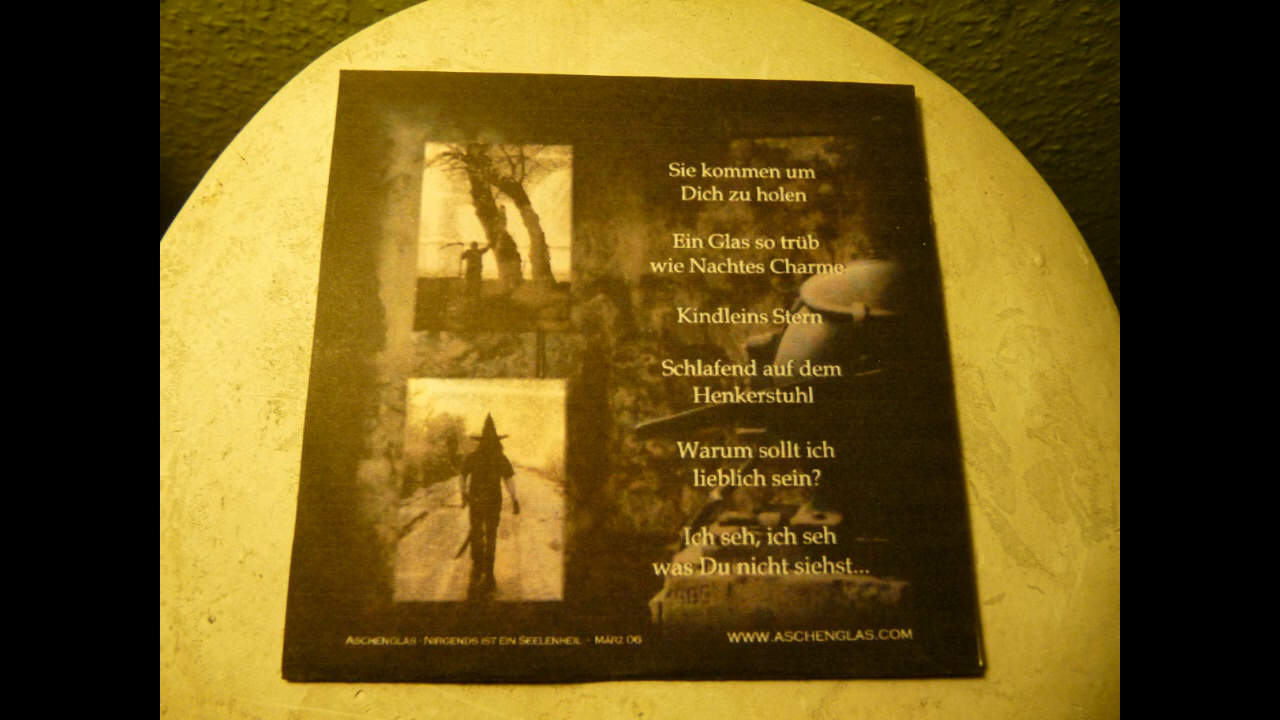 Sie kommen um
Dich zu holen
Ein Glas so trüb
wie Nachtes Charme
Kindleins Stern
Schlafend auf dem
Henkerstuhl
Warum sollt ich
lieblich sein?
Ich seh, ich seh
was Du nicht siehst...
Aschenglas - Nirgends ist ein Seelenheil - März 06
www.aschenglas.com